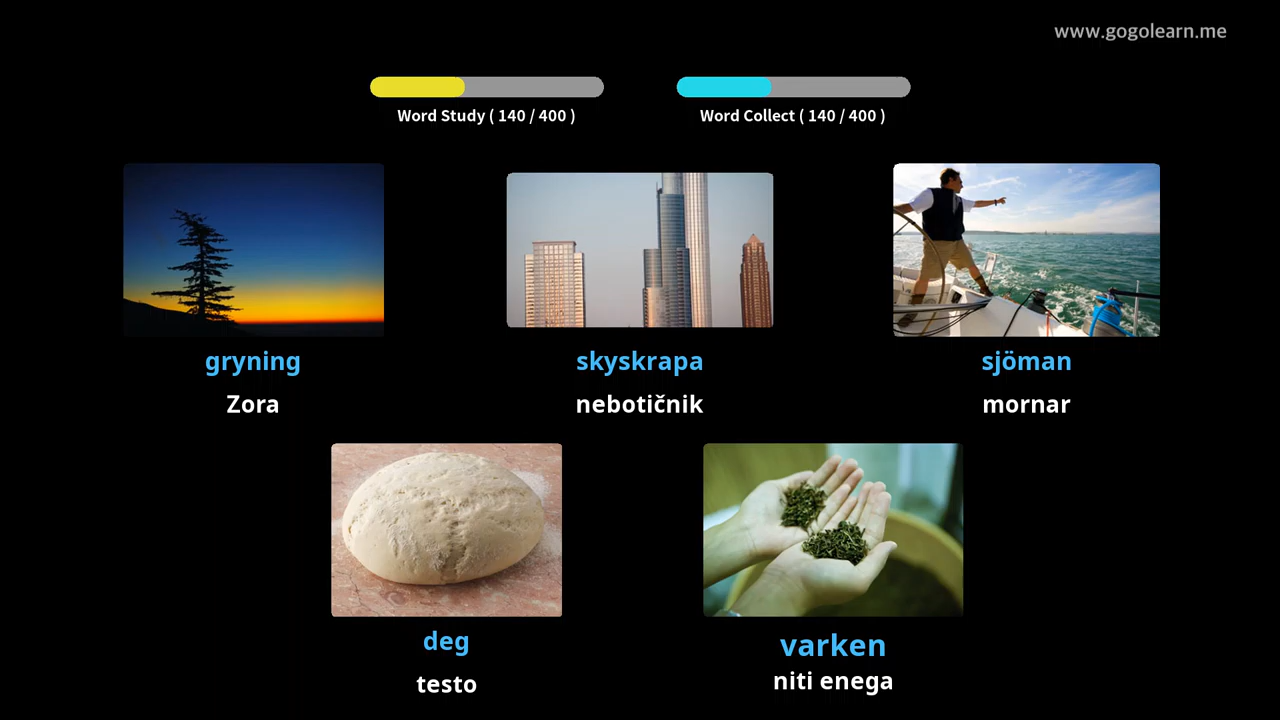 www.gogolearn.me
Word Study ( 140 / 400 )
Word Collect ( 140 / 400 )
gryning
skyskrapa
sjöman
Zora
nebotičnik
mornar
deg
varken
testo
niti enega